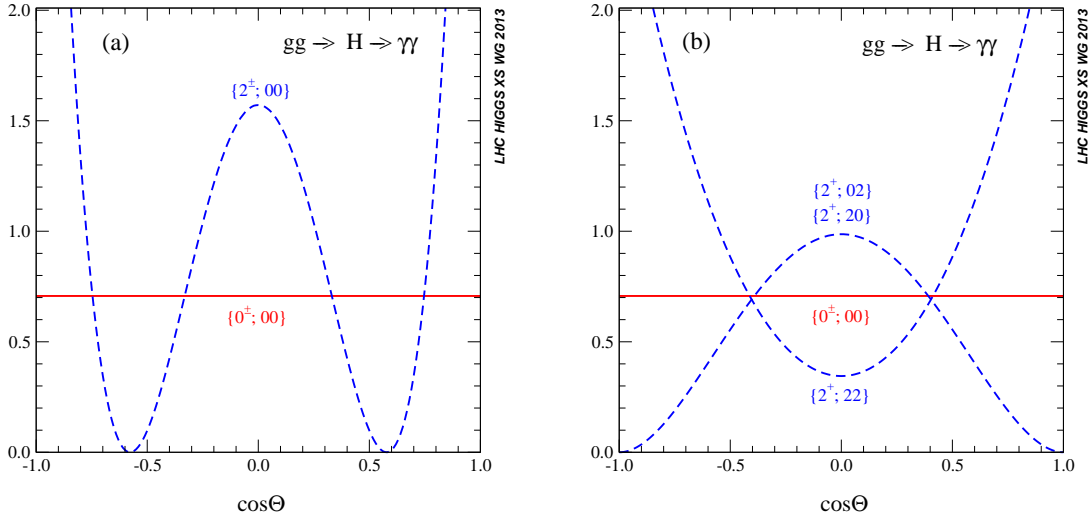 (a)
gg → H → γγ
{2±; 00}
{0±; 00}
2.0
1.5
1.0
0.5
0.0
-1.0 -0.5 0.0 0.5 1.0
cosΘ
LHC HIGGS XS WG 2013
(b)
gg → H → γγ
{2+; 02}
{2+; 20}
{0±; 00}
{2+; 22}
2.0
1.5
1.0
0.5
0.0
-1.0 -0.5 0.0 0.5 1.0
cosΘ
LHC HIGGS XS WG 2013